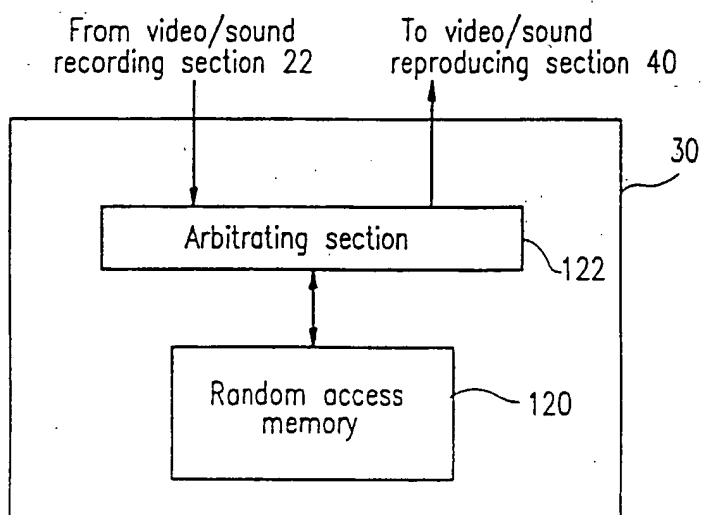 From video/sound
recording section 22
To video/sound
reproducing section 40
30
Arbitrating section
122
Random access
memory
120